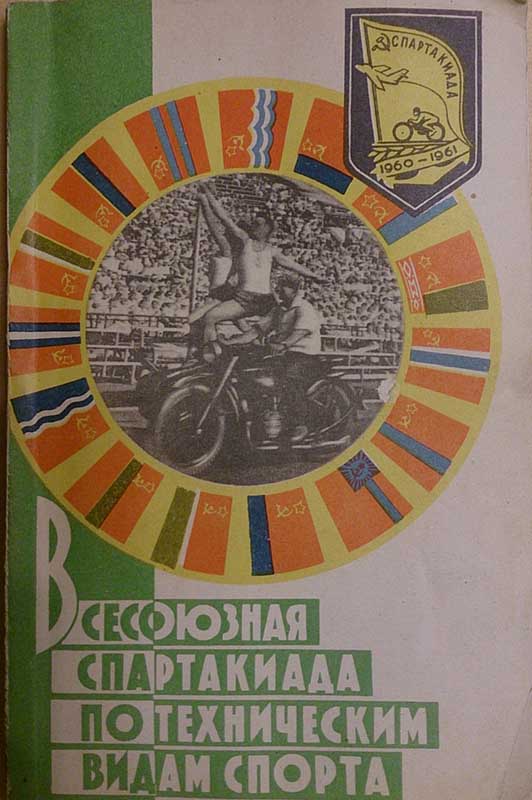 СПАРТАКИАДА
1960-1961
ВСЕСОЮЗНАЯ
СПАРТАКИАДА
ПО ТЕХНИЧЕСКИМ
ВИДАМ СПОРТА